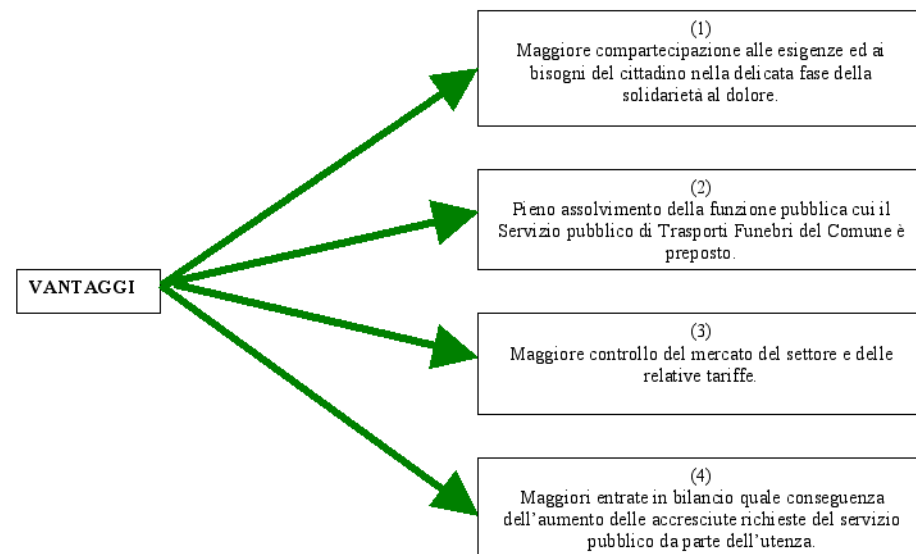 (1)
Maggiore compartecipazione alle esigenze ed ai
bisogni del cittadino nella delicata fase della
solidarietà al dolore.
(2)
Pieno assolvimento della funzione pubblica cui il
Servizio pubblico di Trasporti Funebri del Comune è
preposto.
VANTAGGI
(3)
Maggiore controllo del mercato del settore e delle
relative tariffe.
(4)
Maggiori entrate in bilancio quale conseguenza
dell'aumento delle accresciute richieste del servizio
pubblico da parte dell'utenza.